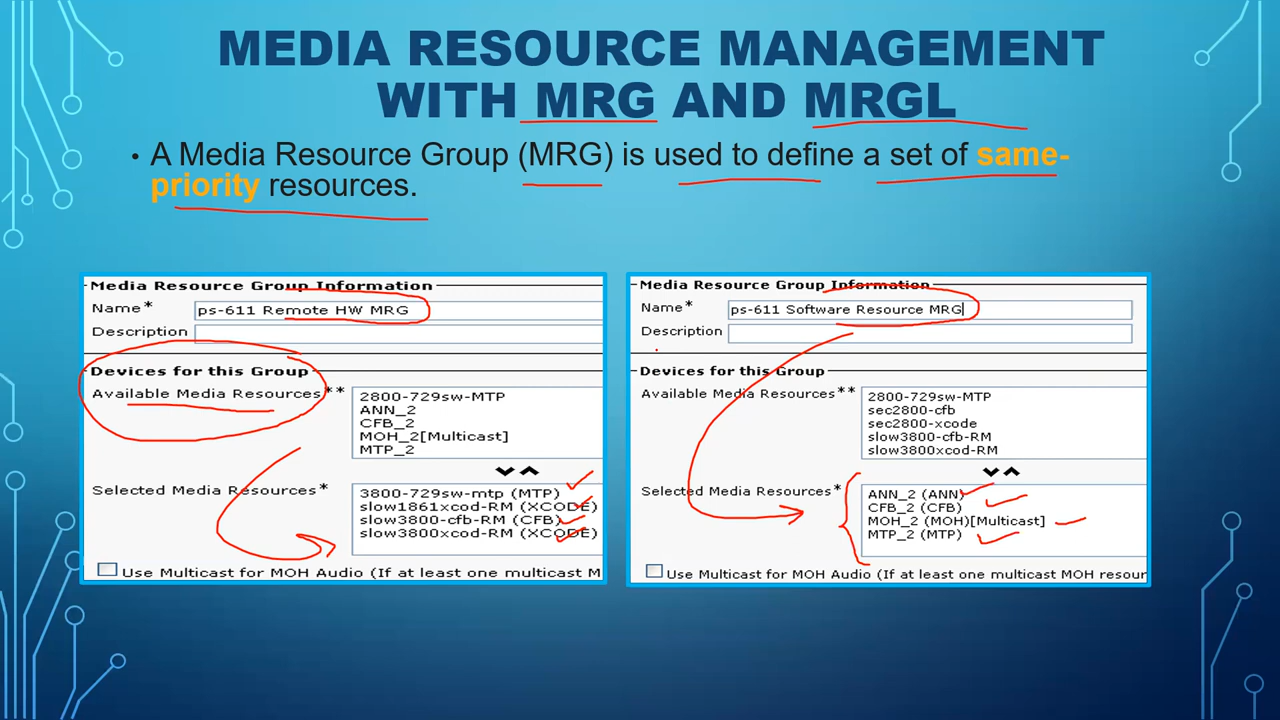 MEDIA RESOURCE MANAGEMENT
WITH MRG AND MRGL
• A Media Resource Group (MRG) is used to define a set of same-
priority resources.
Media Resource Group Information
Name*
ps-611 Remote HW MRG
Description
Devices for this Group
Available Media Resources**
2800-729sw-MTP
ANN_2
CFB_2
MOH_2[Multicast]
MTP_2
Selected Media Resources*
3800-729sw-mtp (MTP)
slow1861xcod-RM (XCODE)
slow3800-cfb-RM (CFB)
slow3800xcod-RM (XCODE)
Use Multicast for MOH Audio (If at least one multicast M
Media Resource Group Information
Name*
ps-611 Software Resource MRG
Description
Devices for this Group
Available Media Resources**
2800-729sw-MTP
sec2800-cfb
sec2800-xcode
slow3800-cfb-RM
slow3800xcod-RM
Selected Media Resources*
ANN_2 (ANN)
CFB_2 (CFB)
MOH_2 (MOH)[Multicast]
MTP_2 (MTP)
Use Multicast for MOH Audio (If at least one multicast MOH resour